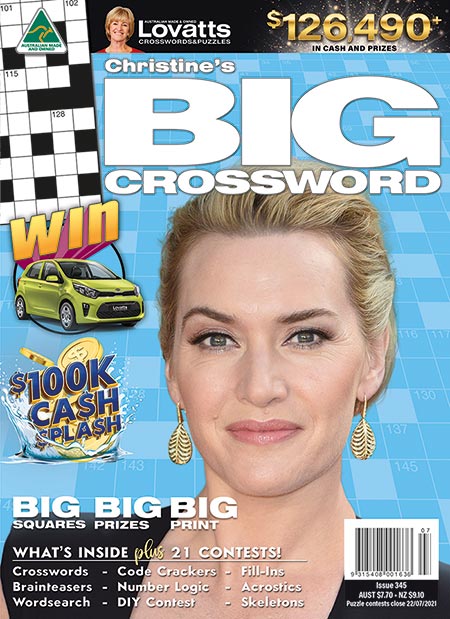 101
102
115
128
AUSTRALIAN MADE
AND OWNED
AUSTRALIAN MADE & OWNED
Lovatts
CROSSWORDS&PUZZLES
$126,490+
IN CASH AND PRIZES
Christine's
BIG
CROSSWORD
WIN
Lovatts
$100K
CASH
SPLASH
116
117
130
142
145
BIG BIG BIG
SQUARES PRIZES PRINT
WHAT'S INSIDE plus 21 CONTESTS!
Crosswords - Code Crackers - Fill-Ins
Brainteasers - Number Logic - Acrostics
Wordsearch - DIY Contest - Skeletons
07
9 315408 001636
Issue 345
AUST $7.70 • NZ $9.10
Puzzle contests close 22/07/2021